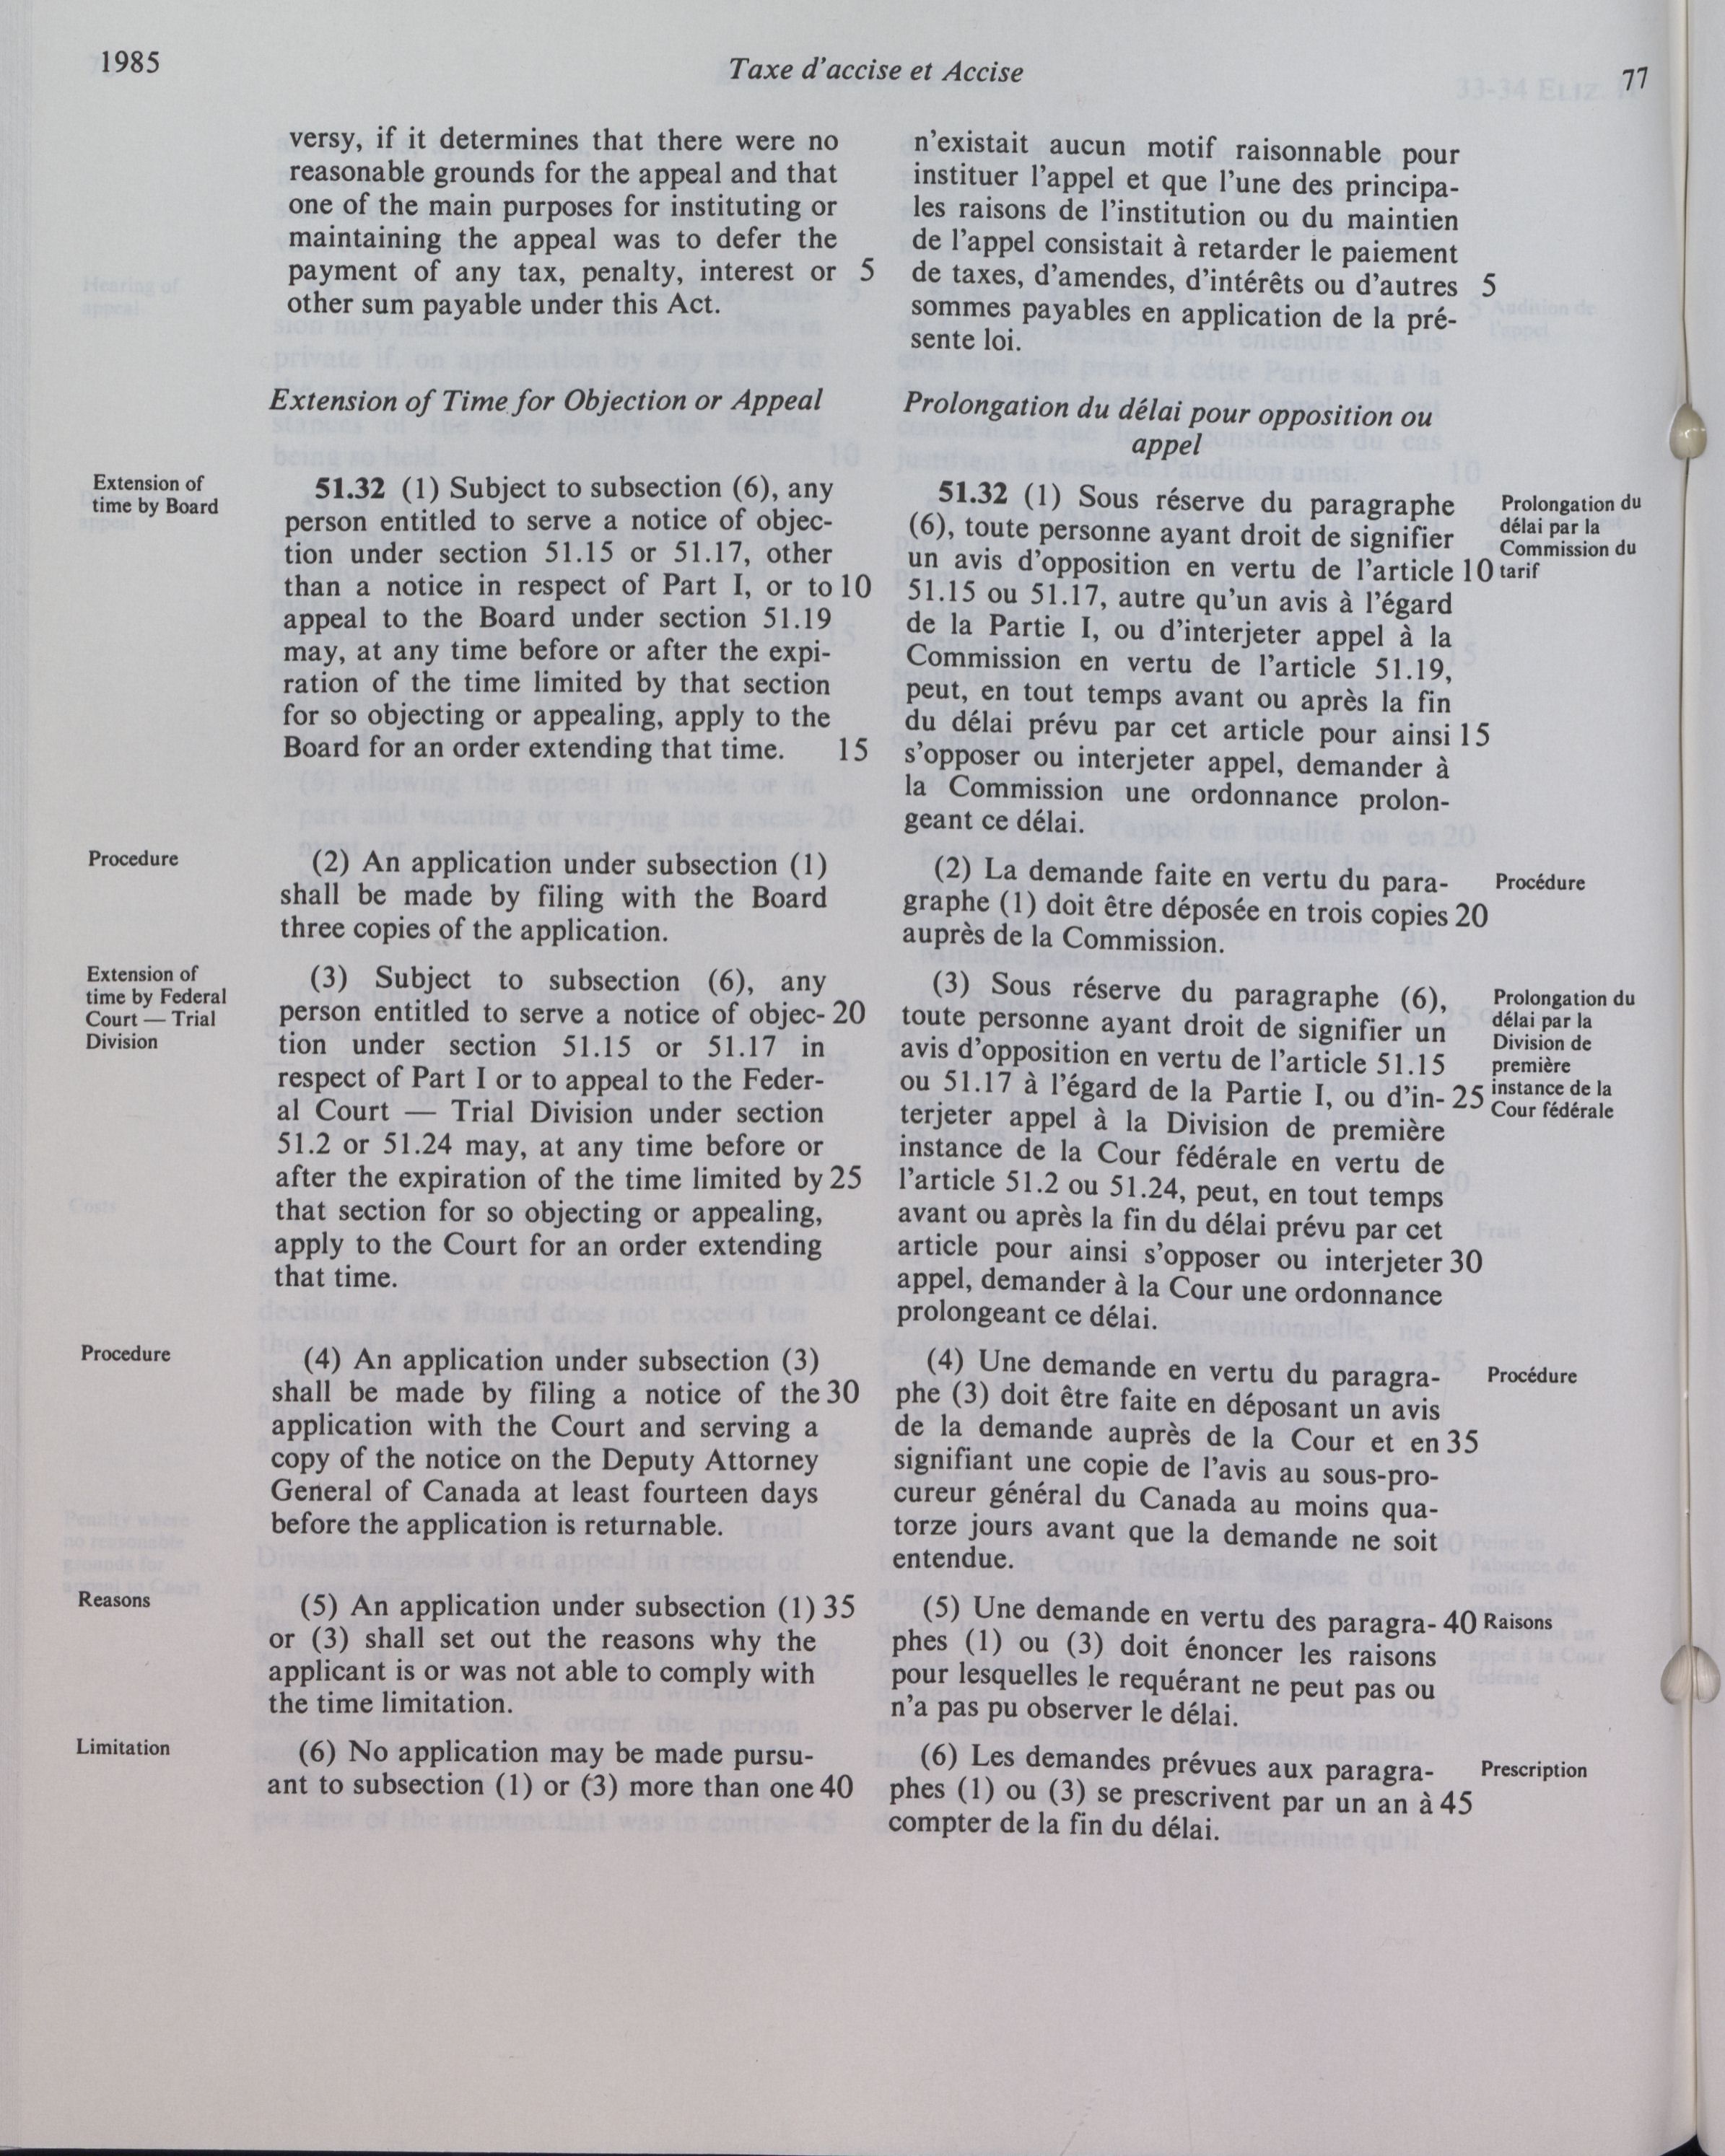 1985
Taxe d'accise et Accise
77
versy, if it determines that there were no
reasonable grounds for the appeal and that
one of the main purposes for instituting or
maintaining the appeal was to defer the
payment of any tax, penalty, interest or 5
other sum payable under this Act.
Extension of Time for Objection or Appeal
Extension of
time by Board
51.32 (1) Subject to subsection (6), any
person entitled to serve a notice of objec-
tion under section 51.15 or 51.17, other
than a notice in respect of Part I, or to 10
appeal to the Board under section 51.19
may, at any time before or after the expi-
ration of the time limited by that section
for so objecting or appealing, apply to the
Board for an order extending that time. 15
Procedure
(2) An application under subsection (1)
shall be made by filing with the Board
three copies of the application.
Extension of
time by Federal
Court — Trial
Division
(3) Subject to subsection (6), any
person entitled to serve a notice of objec- 20
tion under section 51.15 or 51.17 in
respect of Part I or to appeal to the Feder-
al Court — Trial Division under section
51.2 or 51.24 may, at any time before or
after the expiration of the time limited by 25
that section for so objecting or appealing,
apply to the Court for an order extending
that time.
Procedure
(4) An application under subsection (3)
shall be made by filing a notice of the 30
application with the Court and serving a
copy of the notice on the Deputy Attorney
General of Canada at least fourteen days
before the application is returnable.
Reasons
(5) An application under subsection (1) 35
or (3) shall set out the reasons why the
applicant is or was not able to comply with
the time limitation.
Limitation
(6) No application may be made pursu-
ant to subsection (1) or (3) more than one 40
n'existait aucun motif raisonnable pour
instituer l'appel et que l'une des principa-
les raisons de l'institution ou du maintien
de l'appel consistait à retarder le paiement
de taxes, d'amendes, d'intérêts ou d'autres 5
sommes payables en application de la pré-
sente loi.
Prolongation du délai pour opposition ou
appel
51.32 (1) Sous réserve du paragraphe
(6), toute personne ayant droit de signifier
un avis d'opposition en vertu de l'article 10
51.15 ou 51.17, autre qu'un avis à l'égard
de la Partie I, ou d'interjeter appel à la
Commission en vertu de l'article 51.19,
peut, en tout temps avant ou après la fin
du délai prévu par cet article pour ainsi 15
s'opposer ou interjeter appel, demander à
la Commission une ordonnance prolon-
geant ce délai.
Prolongation du
délai par la
Commission du
tarif
(2) La demande faite en vertu du para-
graphe (1) doit être déposée en trois copies 20
auprès de la Commission.
Procédure
(3) Sous réserve du paragraphe (6),
toute personne ayant droit de signifier un
avis d'opposition en vertu de l'article 51.15
ou 51.17 à l'égard de la Partie I, ou d'in- 25
terjeter appel à la Division de première
instance de la Cour fédérale en vertu de
l'article 51.2 ou 51.24, peut, en tout temps
avant ou après la fin du délai prévu par cet
article pour ainsi s'opposer ou interjeter 30
appel, demander à la Cour une ordonnance
prolongeant ce délai.
Prolongation du
délai par la
Division de
première
instance de la
Cour fédérale
(4) Une demande en vertu du paragra-
phe (3) doit être faite en déposant un avis
de la demande auprès de la Cour et en 35
signifiant une copie de l'avis au sous-pro-
cureur général du Canada au moins qua-
torze jours avant que la demande ne soit
entendue.
Procédure
(5) Une demande en vertu des paragra- 40
phes (1) ou (3) doit énoncer les raisons
pour lesquelles le requérant ne peut pas ou
n'a pas pu observer le délai.
Raisons
(6) Les demandes prévues aux paragra-
phes (1) ou (3) se prescrivent par un an à 45
compter de la fin du délai.
Prescription